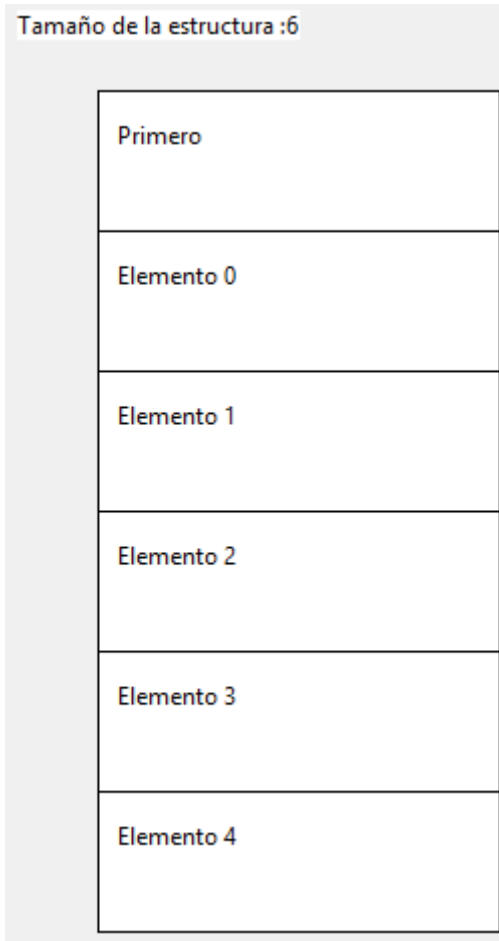 Tamaño de la estructura :6
Primero
Elemento 0
Elemento 1
Elemento 2
Elemento 3
Elemento 4